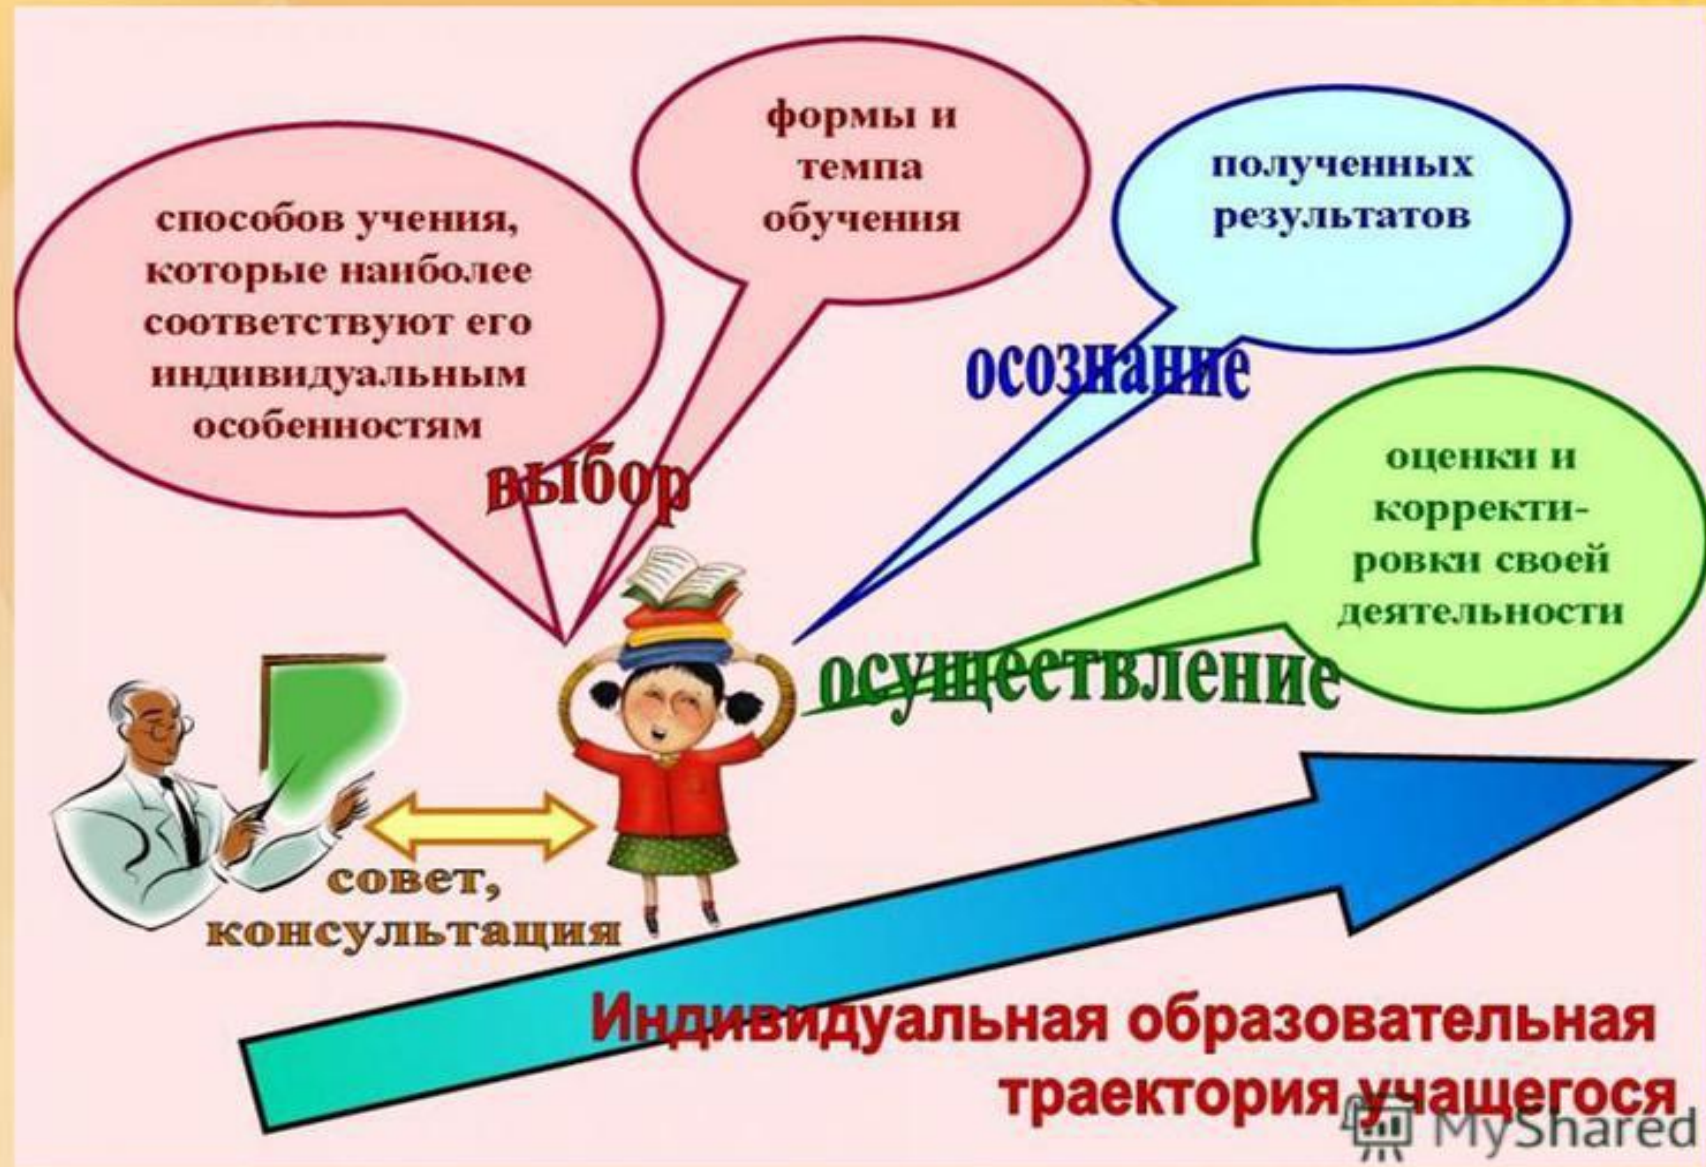 способов учения,
которые наиболее
соответствуют его
индивидуальным
особенностям
формы и
темпа
обучения
выбор
полученных
результатов
осознание
оценки и
корректи-
ровки своей
деятельности
осуществление
совет,
консультация
Индивидуальная образовательная
траектория учащегося
MyShared